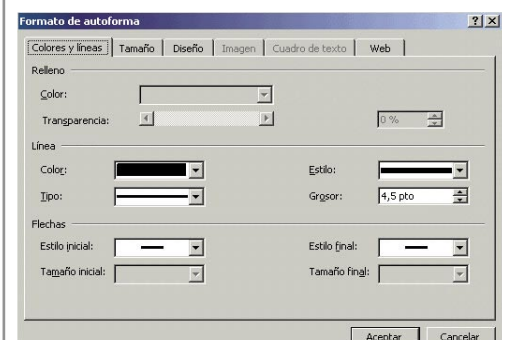 Formato de autoforma
Colores y líneas Tamaño Diseño Imagen Cuadro de texto Web
Relleno
Color:
Transparencia: 0 %
Línea
Color: Estilo:
Tipo: Grosor: 4,5 pto
Flechas
Estilo inicial: Estilo final:
Tamaño inicial: Tamaño final:
Aceptar Cancelar